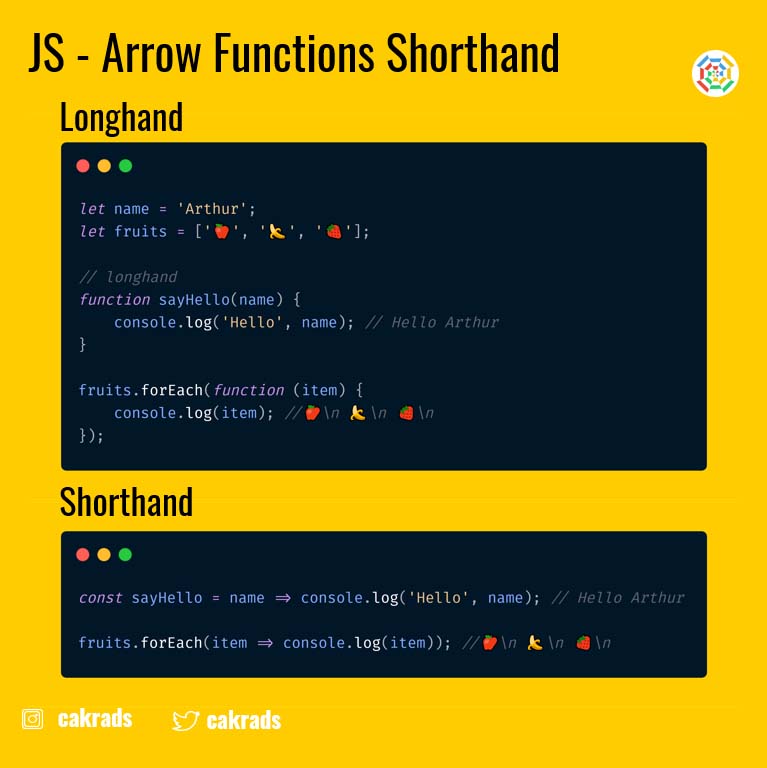 JS - Arrow Functions Shorthand
Longhand
let name = 'Arthur';
let fruits = ['🍎', '🍌', '🍓'];
// longhand
function sayHello(name) {
    console.log('Hello', name); // Hello Arthur
}
fruits.forEach(function (item) {
    console.log(item); //🍎\n 🍌\n 🍓\n
});
Shorthand
const sayHello = name => console.log('Hello', name); // Hello Arthur
fruits.forEach(item => console.log(item)); //🍎\n 🍌\n 🍓\n
cakrads cakrads